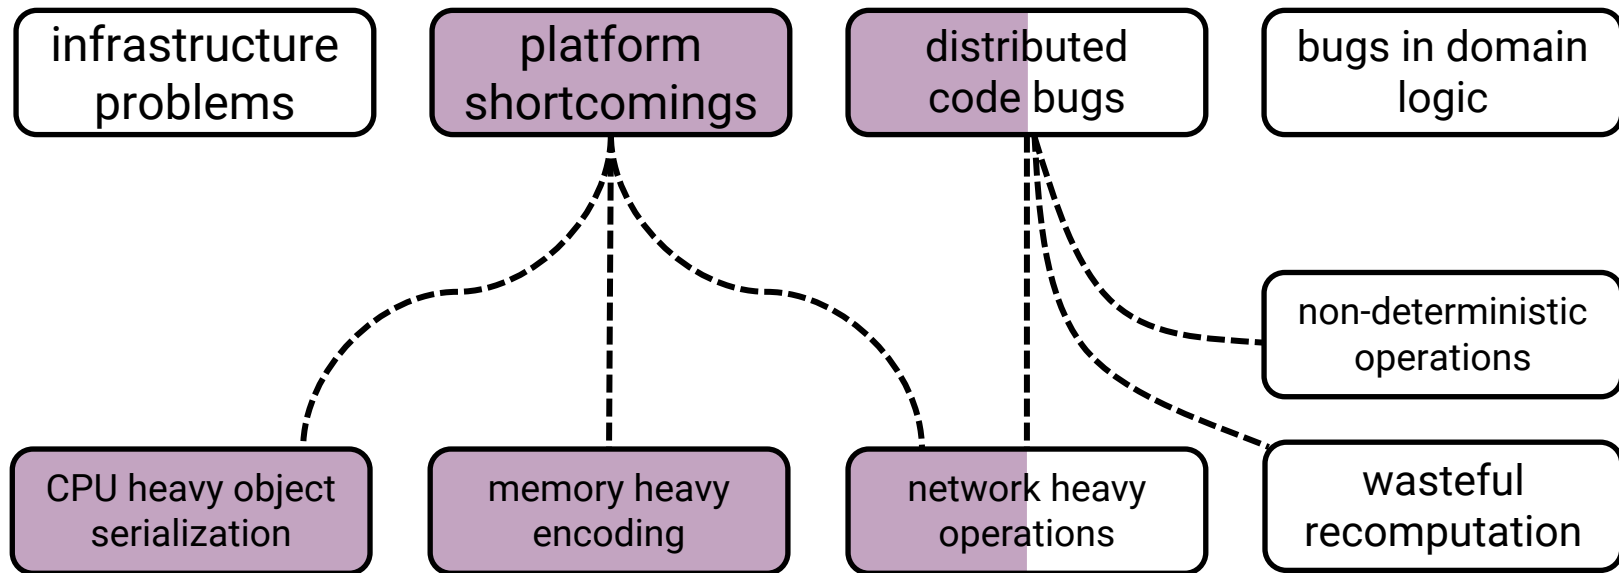 infrastructure
problems
platform
shortcomings
distributed
code bugs
bugs in domain
logic
non-deterministic
operations
CPU heavy object
serialization
memory heavy
encoding
network heavy
operations
wasteful
recomputation